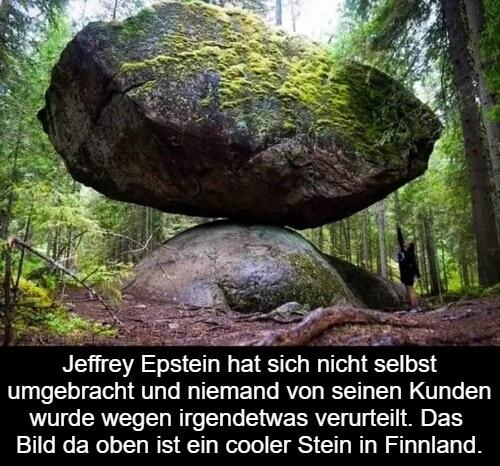 Jeffrey Epstein hat sich nicht selbst
umgebracht und niemand von seinen Kunden
wurde wegen irgendetwas verurteilt. Das
Bild da oben ist ein cooler Stein in Finnland.